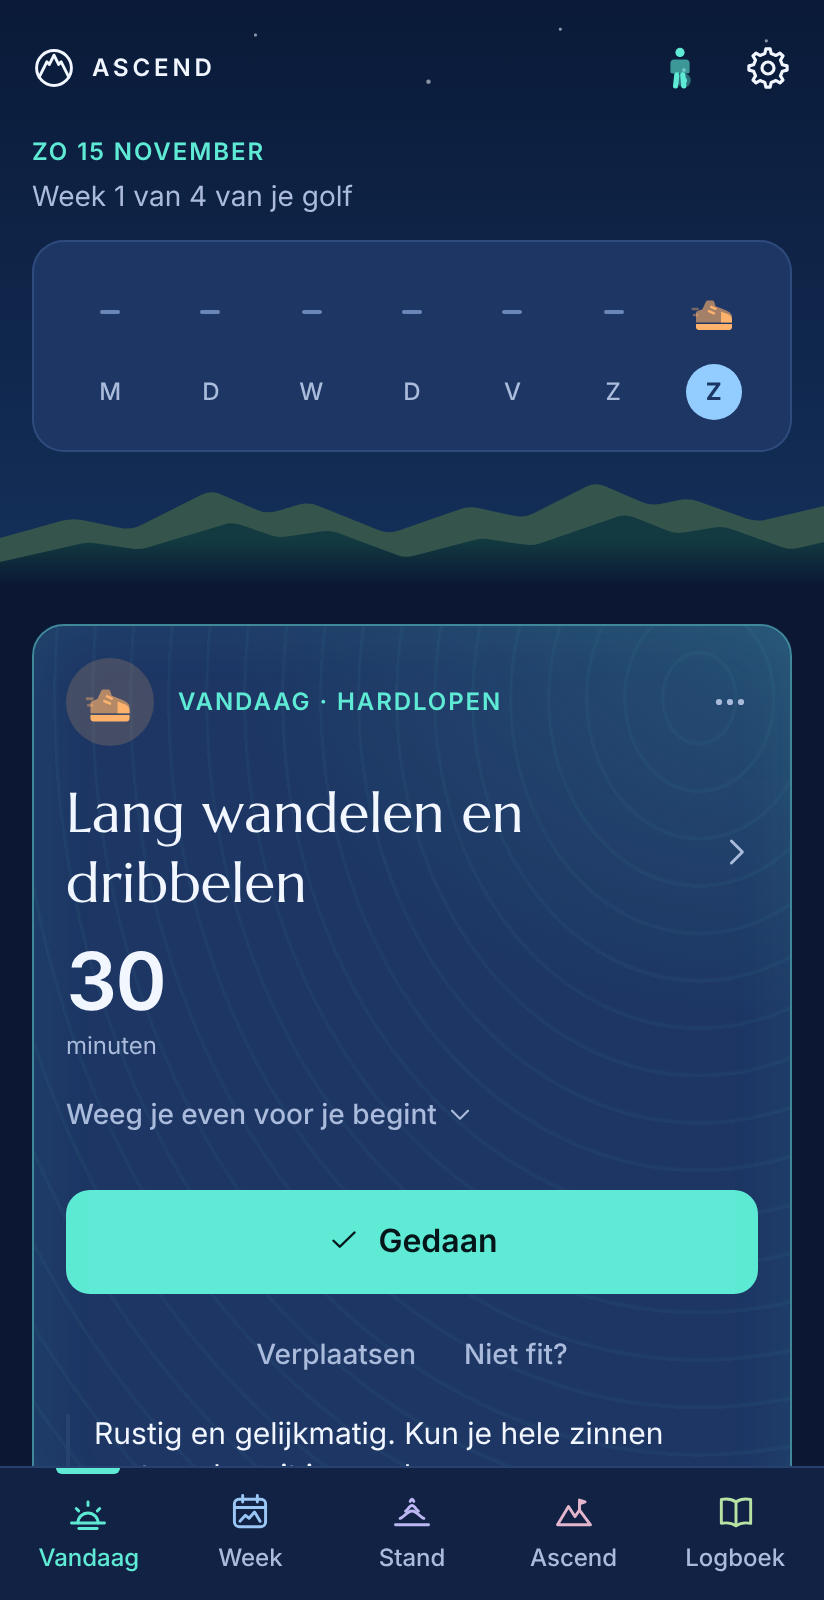 ASCEND
ZO 15 NOVEMBER
Week 1 van 4 van je golf
M D W D V Z Z
VANDAAG · HARDLOPEN
Lang wandelen en
dribbelen
30
minuten
Weeg je even voor je begint
Gedaan
Verplaatsen Niet fit?
Rustig en gelijkmatig. Kun je hele zinnen
Vandaag Week Stand Ascend Logboek